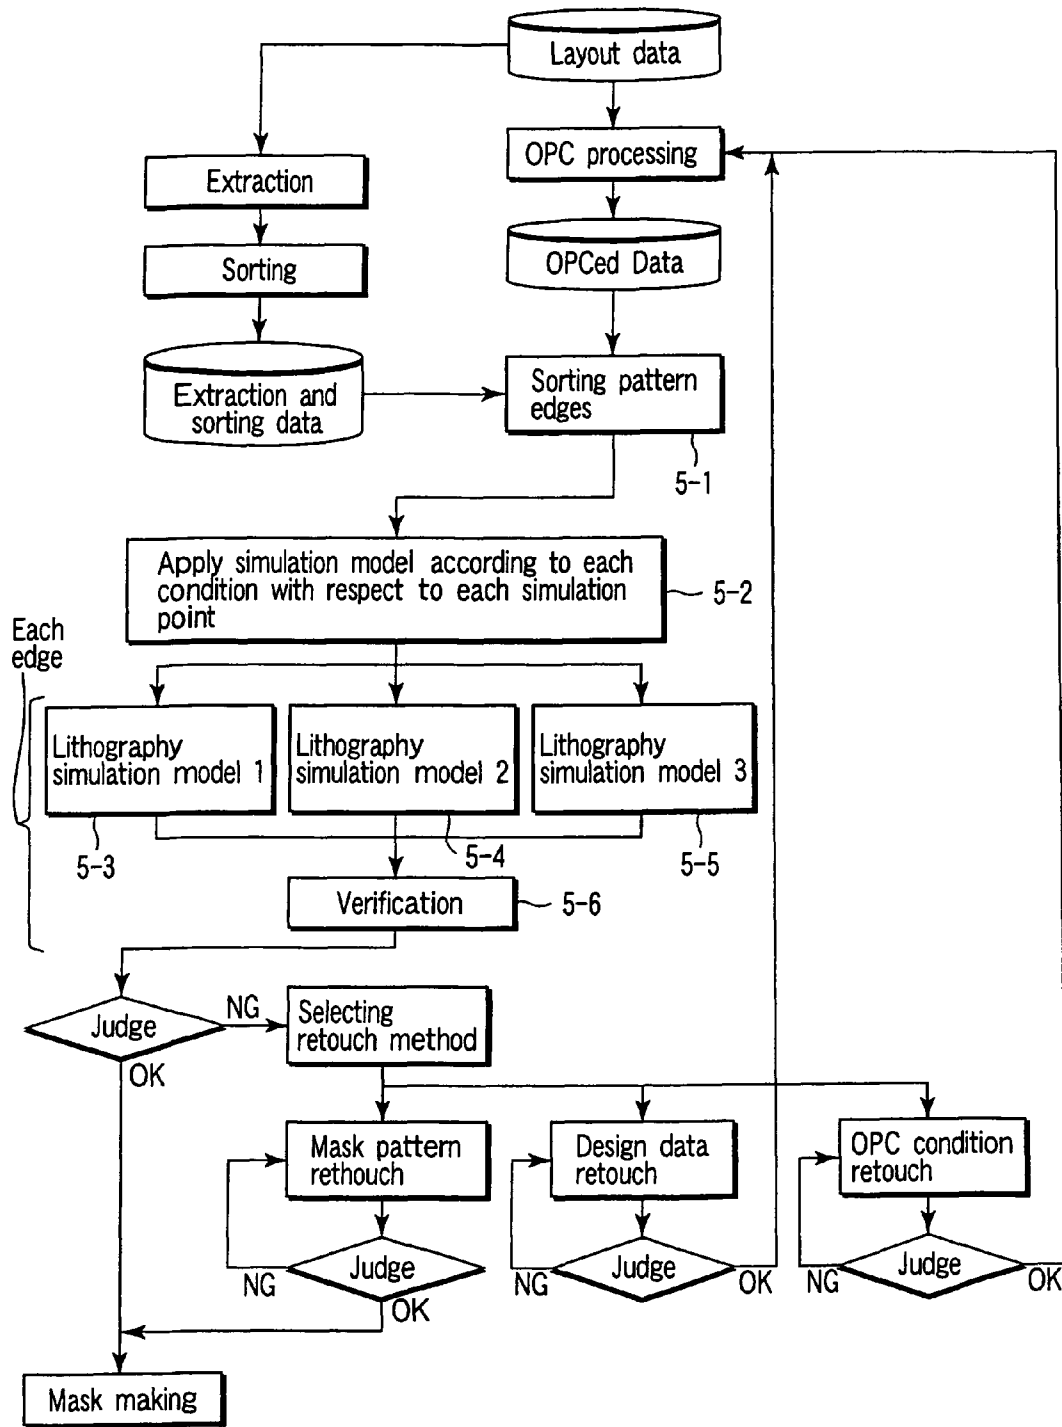 Layout data
OPC processing
Extraction
Sorting
OPCed Data
Extraction and
sorting data
Sorting pattern
edges
5-1
Apply simulation model according to each
condition with respect to each simulation
point
5-2
Each
edge
Lithography
simulation model 1
Lithography
simulation model 2
Lithography
simulation model 3
5-3
5-4
5-5
Verification
5-6
Judge
NG
OK
Selecting
retouch method
Mask pattern
rethouch
Design data
retouch
OPC condition
retouch
Judge
NG
OK
Judge
NG
OK
Judge
NG
OK
Mask making